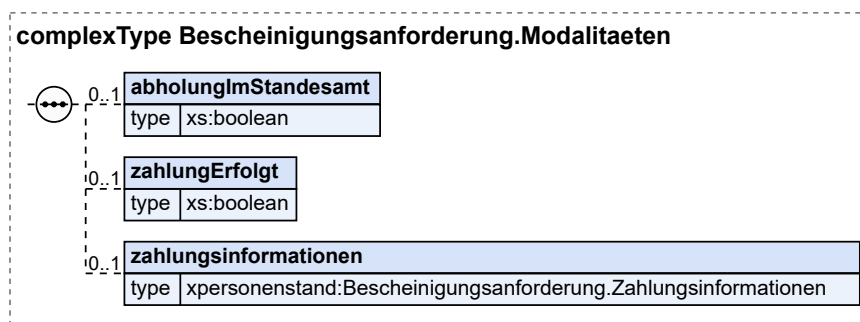 complexType Bescheinigungsanforderung.Modalitaeten
0..1 abholungImStandesamt
type xs:boolean
0..1 zahlungErfolgt
type xs:boolean
0..1 zahlungsinformationen
type xpersonenstand:Bescheinigungsanforderung.Zahlungsinformationen